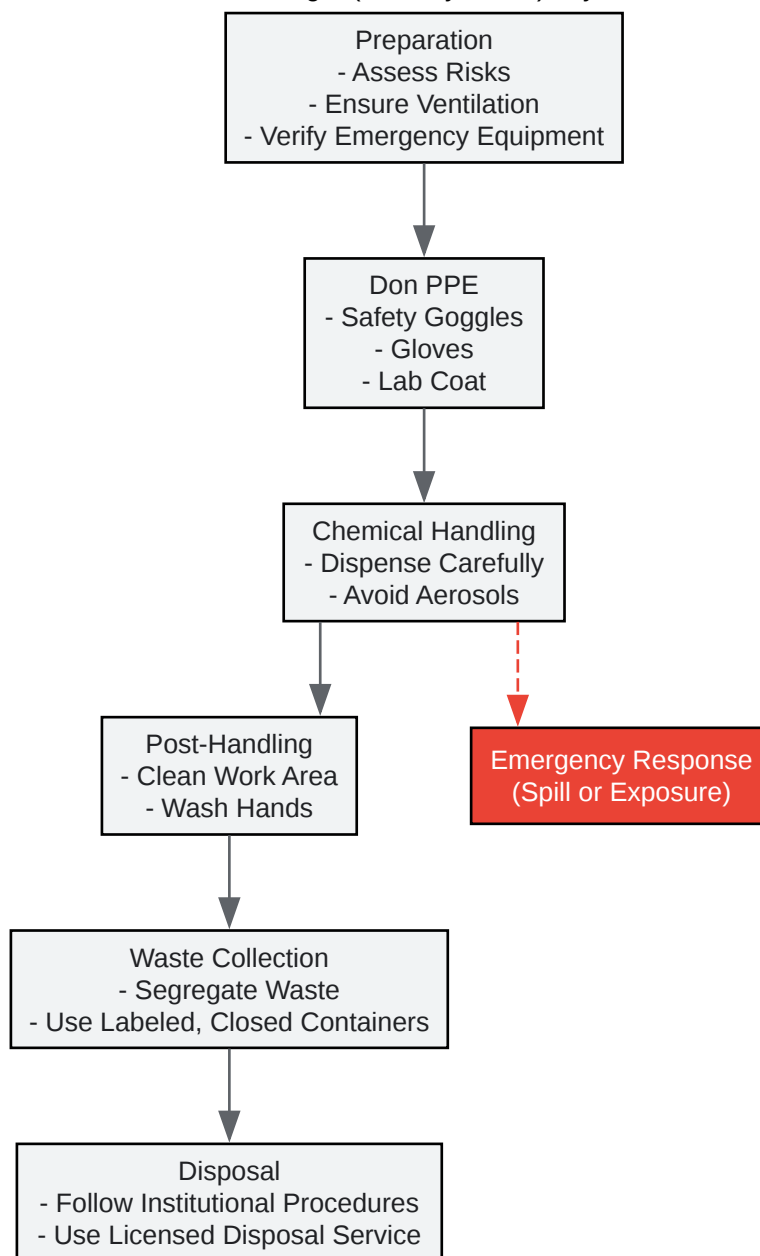 Preparation
- Assess Risks
- Ensure Ventilation
- Verify Emergency Equipment
Don PPE
- Safety Goggles
- Gloves
- Lab Coat
Chemical Handling
- Dispense Carefully
- Avoid Aerosols
Post-Handling
- Clean Work Area
- Wash Hands
Emergency Response
(Spill or Exposure)
Waste Collection
- Segregate Waste
- Use Labeled, Closed Containers
Disposal
- Follow Institutional Procedures
- Use Licensed Disposal Service